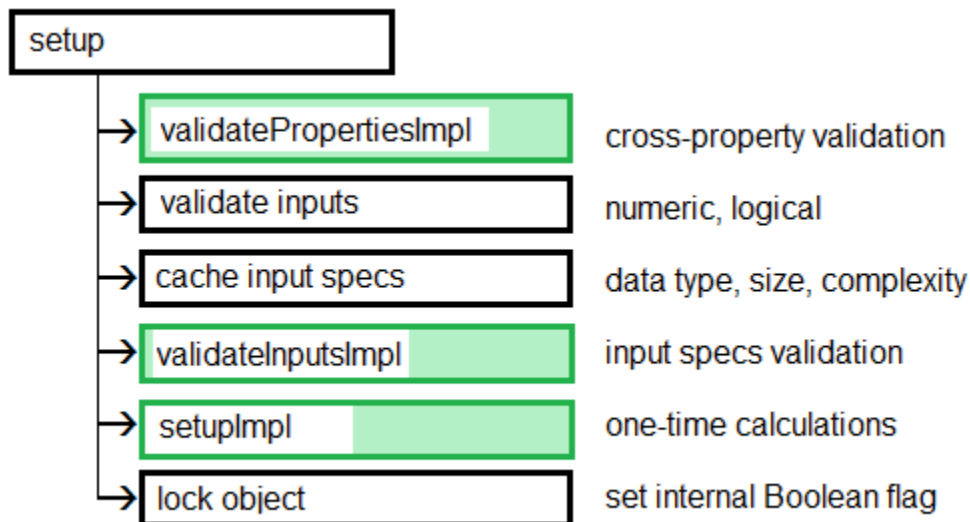 setup
validatePropertiesImpl cross-property validation
validate inputs numeric, logical
cache input specs data type, size, complexity
validateInputsImpl input specs validation
setupImpl one-time calculations
lock object set internal Boolean flag